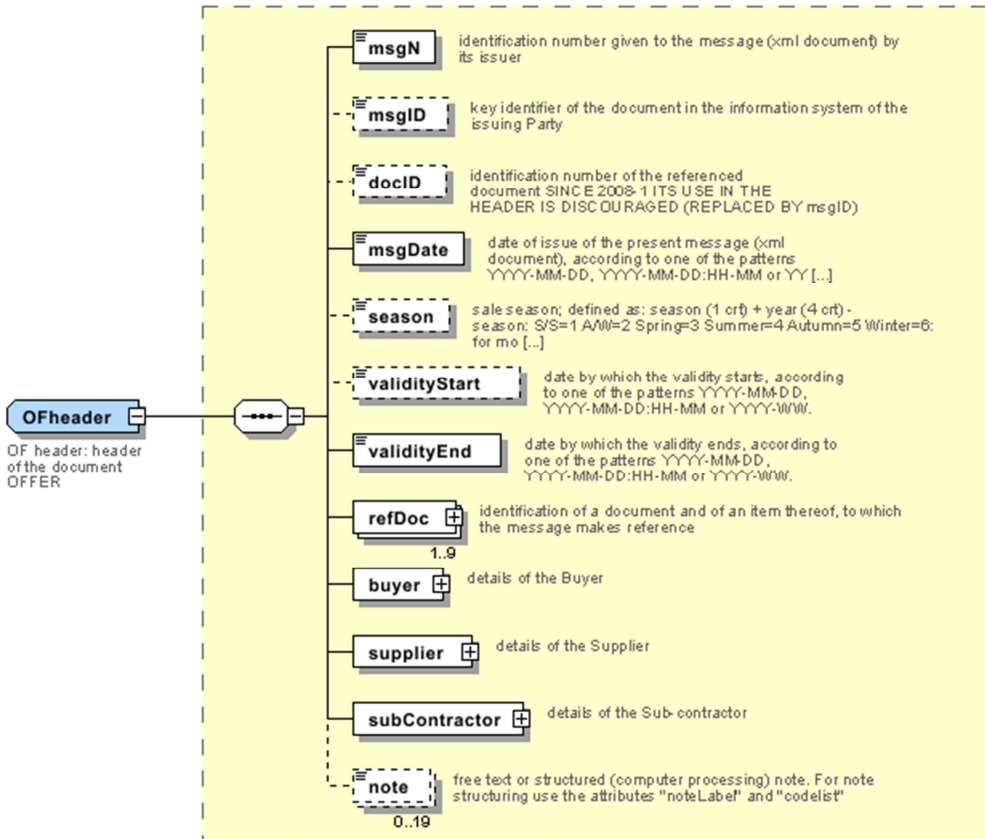 msgN
identification number given to the message (xml document) by
its issuer
msgID
key identifier of the document in the information system of the
issuing Party
docID
identification number of the referenced
document SINCE 2008-1 ITS USE IN THE
HEADER IS DISCOURAGED (REPLACED BY msgID)
msgDate
date of issue of the present message (xml
document), according to one of the patterns
YYYY-MM-DD, YYYY-MM-DD:HH-MM or YY [...]
season
sale season; defined as: season (1 crt) + year (4 crt) -
season: S/S=1 A/W=2 Spring=3 Summer=4 Autumn=5 Winter=6:
for mo [...]
validityStart
date by which the validity starts, according
to one of the patterns YYYY-MM-DD,
YYYY-MM-DD:HH-MM or YYYY-WW.
OFheader
OF header: header
of the document
OFFER
validityEnd
date by which the validity ends, according to
one of the patterns YYYY-MM-DD,
YYYY-MM-DD:HH-MM or YYYY-WW.
refDoc
identification of a document and of an item thereof, to which
the message makes reference
1..9
buyer
details of the Buyer
supplier
details of the Supplier
subContractor
details of the Sub-contractor
note
free text or structured (computer processing) note. For note
structuring use the attributes "noteLabel" and "codelist"
0..19